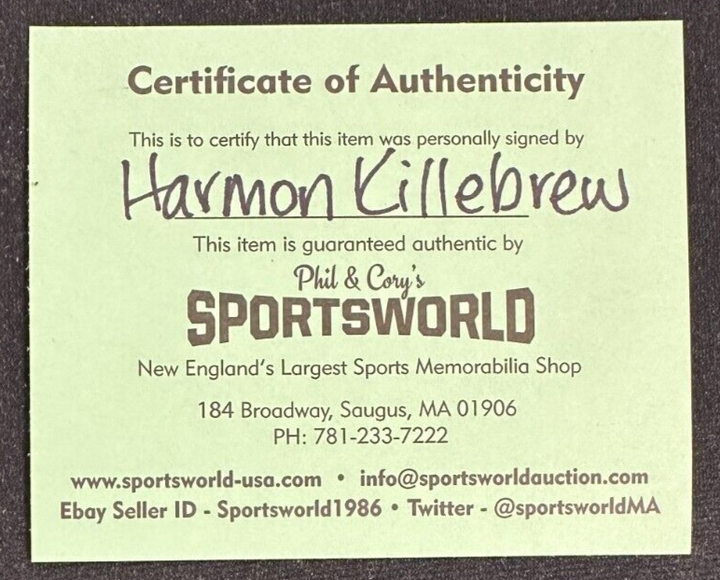 Certificate of Authenticity
This is to certify that this item was personally signed by
Harmon Killebrew
This item is guaranteed authentic by
Phil & Cory's
SPORTSWORLD
New England's Largest Sports Memorabilia Shop
184 Broadway, Saugus, MA 01906
PH: 781-233-7222
www.sportsworld-usa.com • info@sportsworldauction.com
Ebay Seller ID - Sportsworld1986 • Twitter - @sportsworldMA